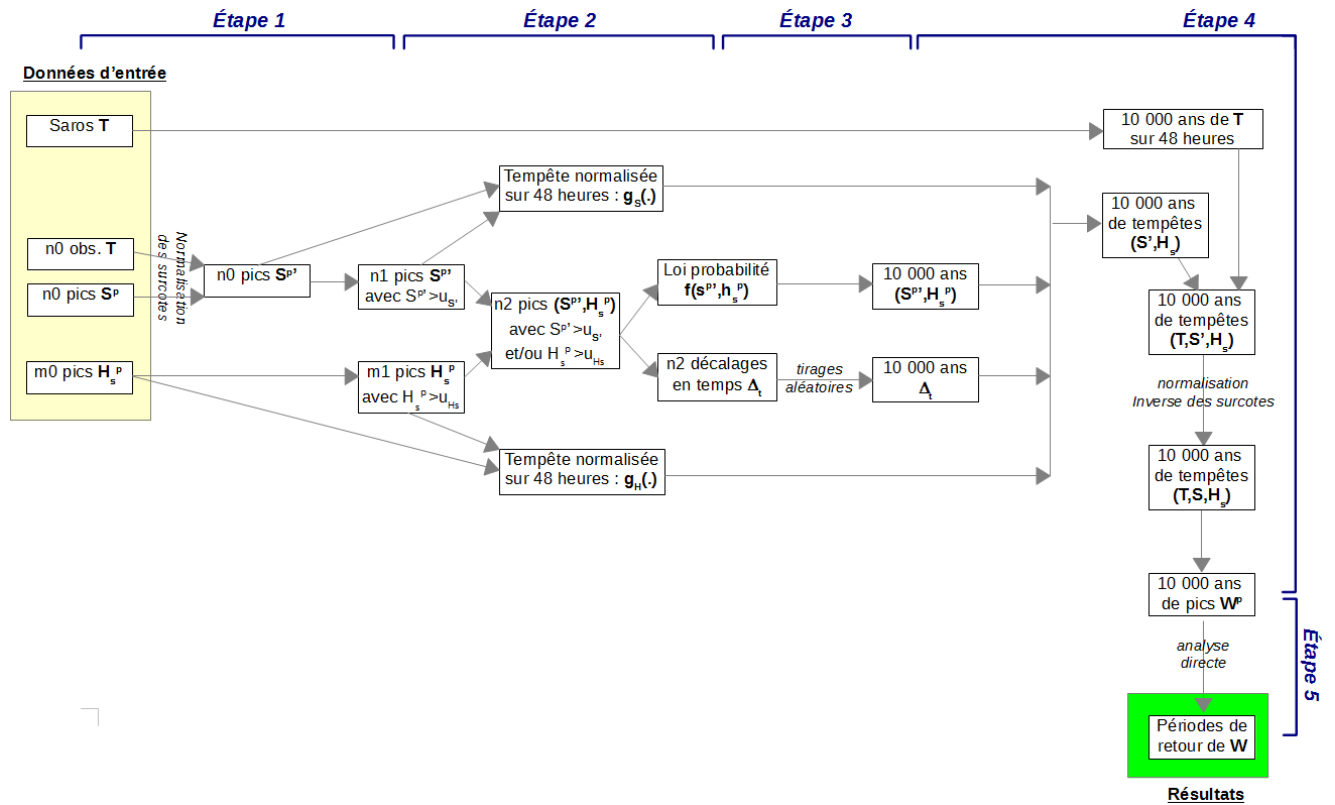 Étape 1
Étape 2
Étape 3
Étape 4
Données d'entrée
Saros T
n0 obs. T
n0 pics Sᵖ
m0 pics Hₛᵖ
Normalisation
des surcotes
n0 pics Sᵖ'
n1 pics Sᵖ'
avec Sᵖ'>u_S'
m1 pics Hₛᵖ
avec Hₛᵖ>u_Hs
Tempête normalisée
sur 48 heures : g_S(.)
n2 pics (Sᵖ',Hₛᵖ)
avec Sᵖ'>u_S'
et/ou Hₛᵖ>u_Hs
Tempête normalisée
sur 48 heures : g_H(.)
Loi probabilité
f(sᵖ',hₛᵖ)
n2 décalages
en temps Δₜ
tirages
aléatoires
10 000 ans
(Sᵖ',Hₛᵖ)
10 000 ans
Δₜ
10 000 ans de T
sur 48 heures
10 000 ans
de tempêtes
(S',Hₛ)
10 000 ans
de tempêtes
(T,S',Hₛ)
normalisation
Inverse des surcotes
10 000 ans
de tempêtes
(T,S,Hₛ)
10 000 ans
de pics Wᵖ
analyse
directe
Étape 5
Périodes de
retour de W
Résultats